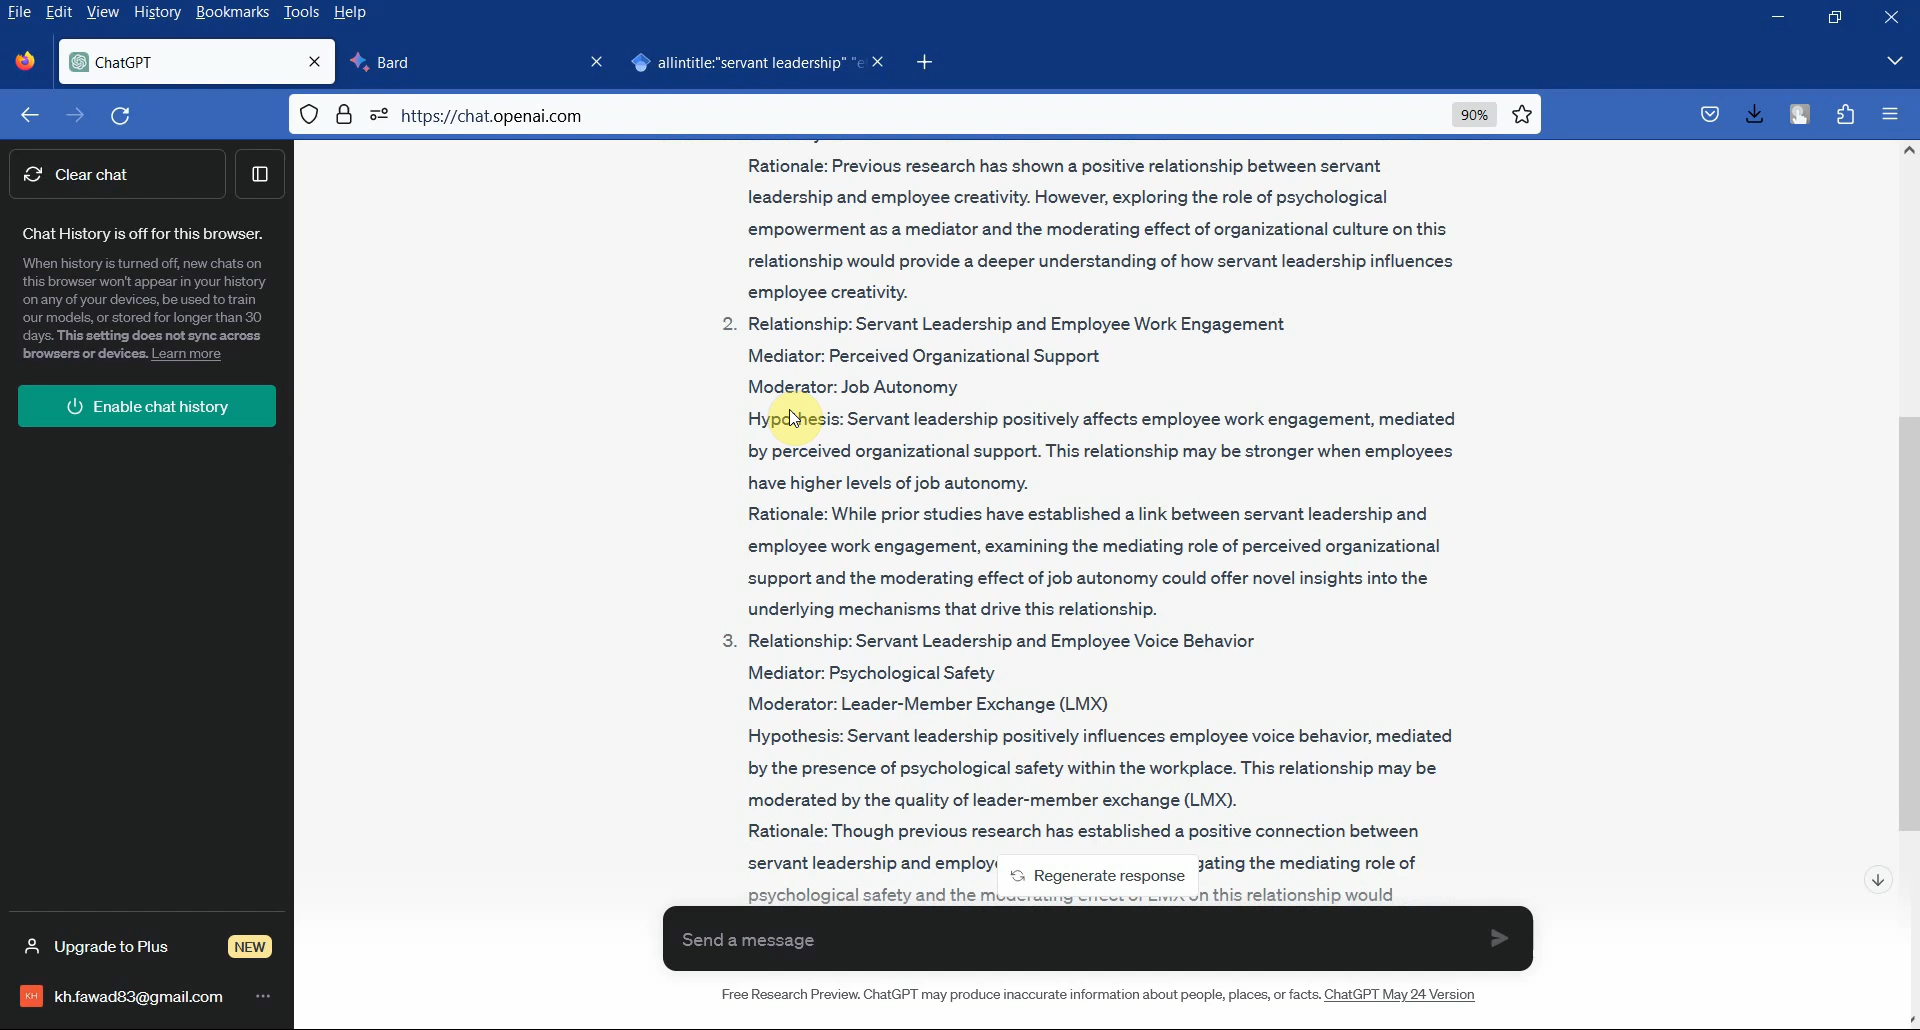 File Edit View History Bookmarks Tools Help
ChatGPT
Bard
allintitle:"servant leadership" "e
https://chat.openai.com
90%
Clear chat
Chat History is off for this browser.
When history is turned off, new chats on
this browser won't appear in your history
on any of your devices, be used to train
our models, or stored for longer than 30
days. This setting does not sync across
browsers or devices. Learn more
Enable chat history
Upgrade to Plus NEW
KH kh.fawad83@gmail.com
Rationale: Previous research has shown a positive relationship between servant
leadership and employee creativity. However, exploring the role of psychological
empowerment as a mediator and the moderating effect of organizational culture on this
relationship would provide a deeper understanding of how servant leadership influences
employee creativity.
2. Relationship: Servant Leadership and Employee Work Engagement
Mediator: Perceived Organizational Support
Moderator: Job Autonomy
Hypothesis: Servant leadership positively affects employee work engagement, mediated
by perceived organizational support. This relationship may be stronger when employees
have higher levels of job autonomy.
Rationale: While prior studies have established a link between servant leadership and
employee work engagement, examining the mediating role of perceived organizational
support and the moderating effect of job autonomy could offer novel insights into the
underlying mechanisms that drive this relationship.
3. Relationship: Servant Leadership and Employee Voice Behavior
Mediator: Psychological Safety
Moderator: Leader-Member Exchange (LMX)
Hypothesis: Servant leadership positively influences employee voice behavior, mediated
by the presence of psychological safety within the workplace. This relationship may be
moderated by the quality of leader-member exchange (LMX).
Rationale: Though previous research has established a positive connection between
servant leadership and employe gating the mediating role of
Regenerate response
psychological safety and the moderating effect of LMX on this relationship would
Send a message
Free Research Preview. ChatGPT may produce inaccurate information about people, places, or facts. ChatGPT May 24 Version